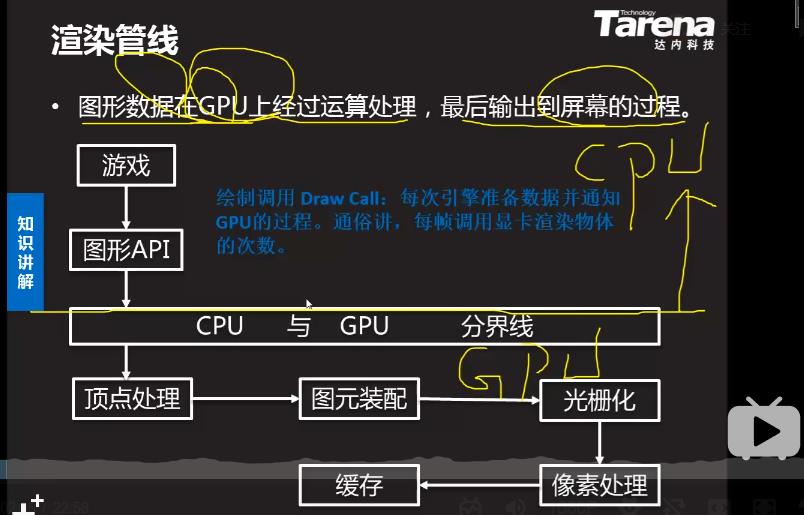 渲染管线
Technology
Tarena
达内科技
关注
• 图形数据在GPU上经过运算处理，最后输出到屏幕的过程。
CPU
游戏
绘制调用 Draw Call：每次引擎准备数据并通知
GPU的过程。通俗讲，每帧调用显卡渲染物体
的次数。
知识讲解
图形API
CPU 与 GPU 分界线
GPU
顶点处理
图元装配
光栅化
缓存
像素处理
22:58